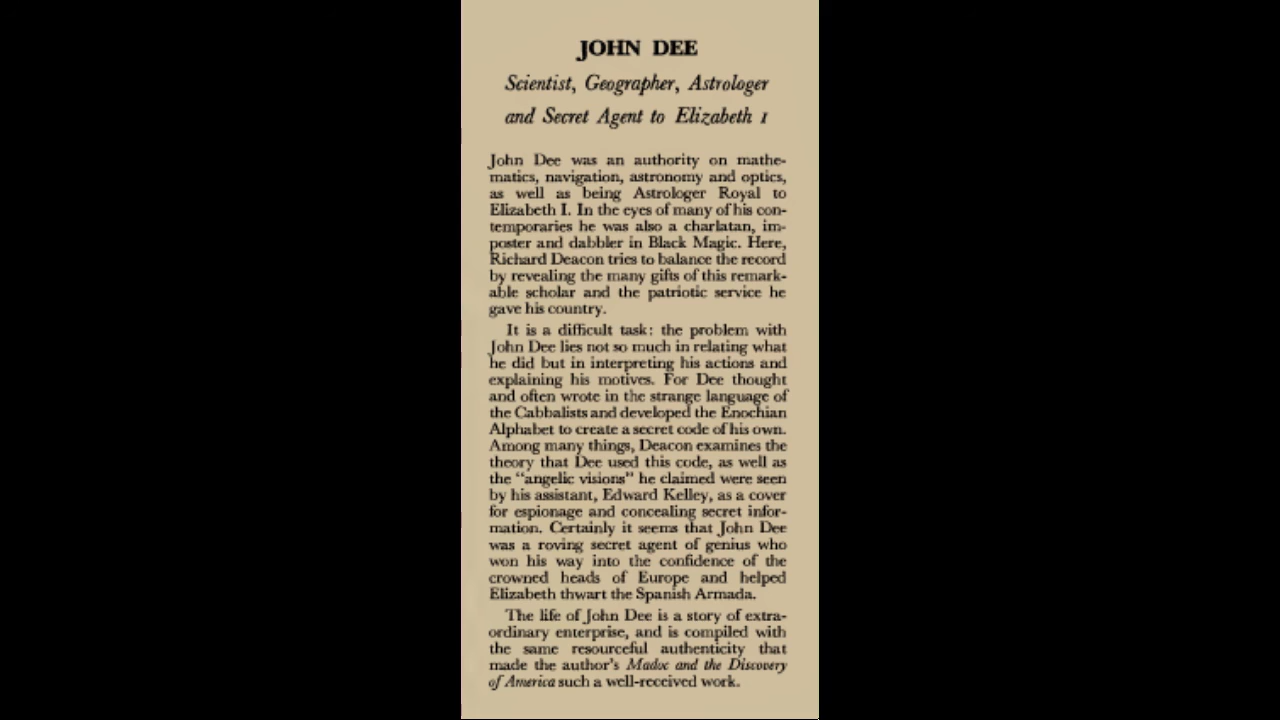 JOHN DEE
Scientist, Geographer, Astrologer
and Secret Agent to Elizabeth I
John Dee was an authority on mathe-
matics, navigation, astronomy and optics,
as well as being Astrologer Royal to
Elizabeth I. In the eyes of many of his con-
temporaries he was also a charlatan, im-
poster and dabbler in Black Magic. Here,
Richard Deacon tries to balance the record
by revealing the many gifts of this remark-
able scholar and the patriotic service he
gave his country.
It is a difficult task: the problem with
John Dee lies not so much in relating what
he did but in interpreting his actions and
explaining his motives. For Dee thought
and often wrote in the strange language of
the Cabbalists and developed the Enochian
Alphabet to create a secret code of his own.
Among many things, Deacon examines the
theory that Dee used this code, as well as
the "angelic visions" he claimed were seen
by his assistant, Edward Kelley, as a cover
for espionage and concealing secret infor-
mation. Certainly it seems that John Dee
was a roving secret agent of genius who
won his way into the confidence of the
crowned heads of Europe and helped
Elizabeth thwart the Spanish Armada.
The life of John Dee is a story of extra-
ordinary enterprise, and is compiled with
the same resourceful authenticity that
made the author's Madoc and the Discovery
of America such a well-received work.